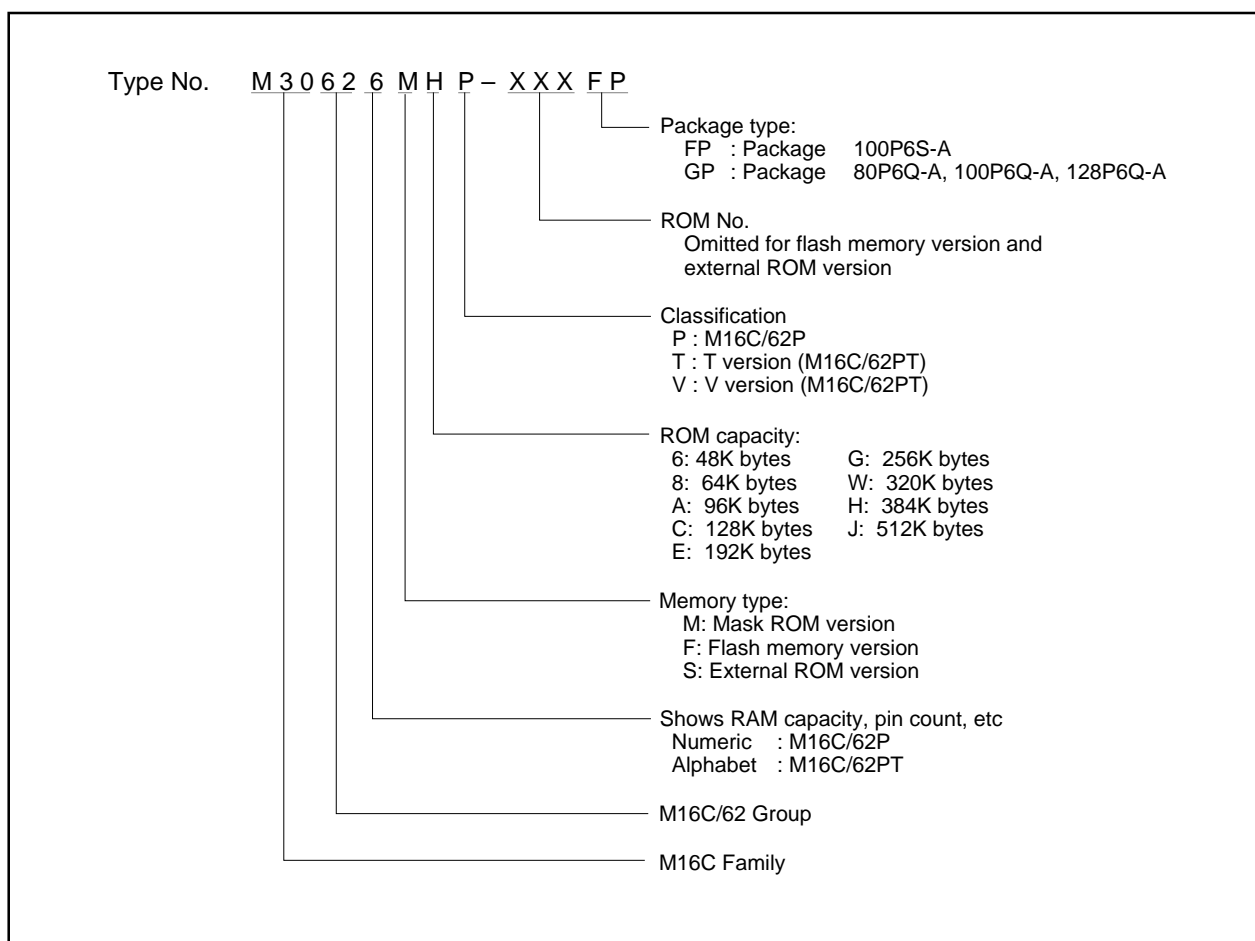 Type No. M 3 0 6 2 6 M H P – X X X F P
Package type:
FP : Package 100P6S-A
GP : Package 80P6Q-A, 100P6Q-A, 128P6Q-A
ROM No.
Omitted for flash memory version and
external ROM version
Classification
P : M16C/62P
T : T version (M16C/62PT)
V : V version (M16C/62PT)
ROM capacity:
6: 48K bytes G: 256K bytes
8: 64K bytes W: 320K bytes
A: 96K bytes H: 384K bytes
C: 128K bytes J: 512K bytes
E: 192K bytes
Memory type:
M: Mask ROM version
F: Flash memory version
S: External ROM version
Shows RAM capacity, pin count, etc
Numeric : M16C/62P
Alphabet : M16C/62PT
M16C/62 Group
M16C Family